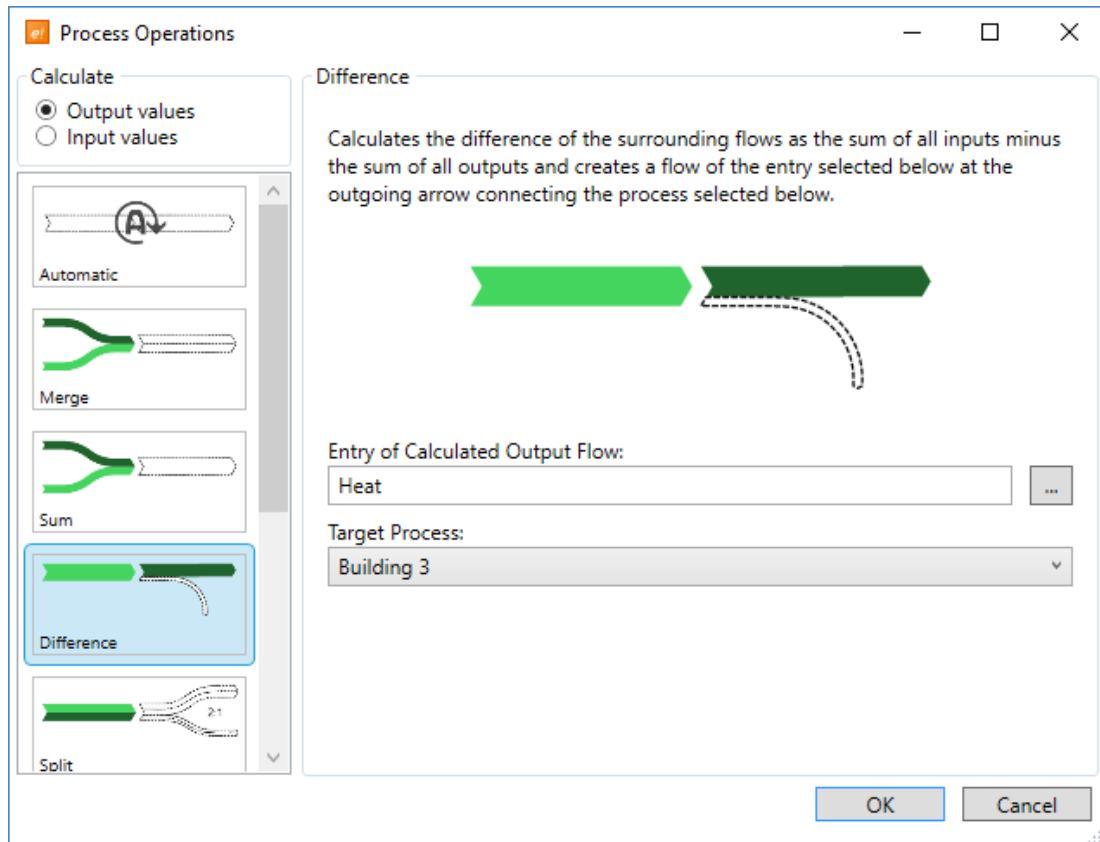 e!
Process Operations
Calculate
Output values
Input values
A
Automatic
Merge
Sum
Difference
2:1
Split
Difference
Calculates the difference of the surrounding flows as the sum of all inputs minus
the sum of all outputs and creates a flow of the entry selected below at the
outgoing arrow connecting the process selected below.
Entry of Calculated Output Flow:
Heat
...
Target Process:
Building 3
OK
Cancel